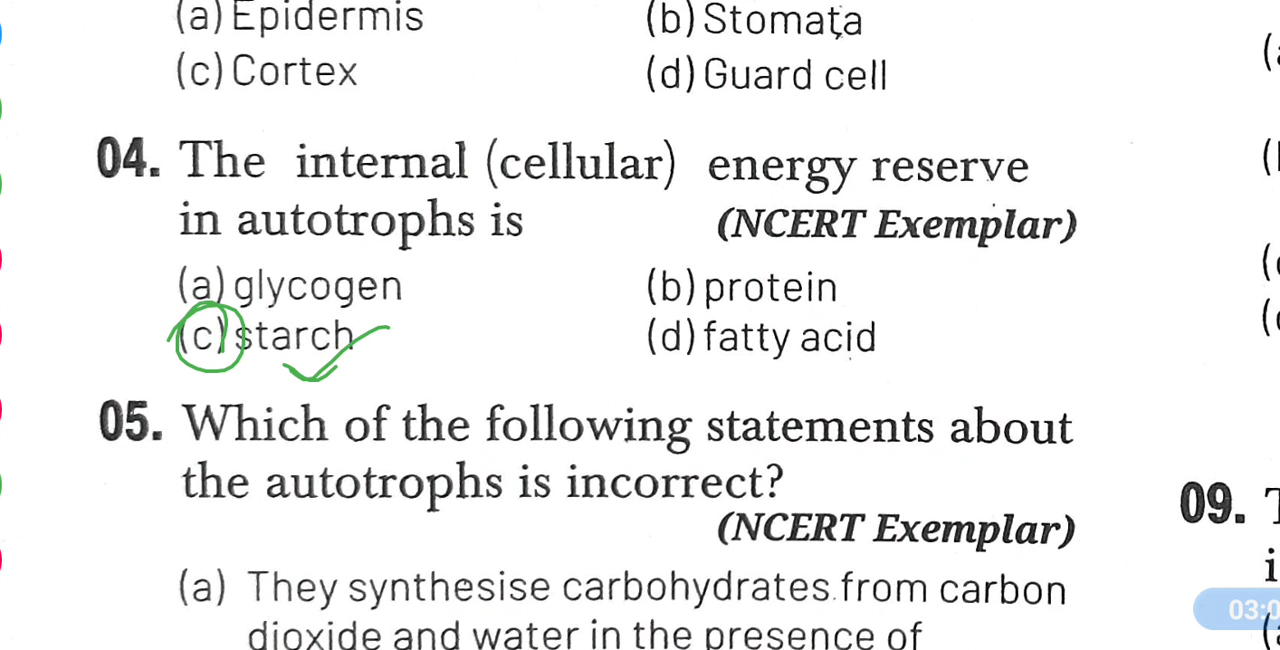 (a) Epidermis (b) Stomata
(c) Cortex (d) Guard cell
04. The internal (cellular) energy reserve
in autotrophs is (NCERT Exemplar)
(a) glycogen (b) protein
(c) starch (d) fatty acid
05. Which of the following statements about
the autotrophs is incorrect?
(NCERT Exemplar)
(a) They synthesise carbohydrates from carbon
dioxide and water in the presence of
09.